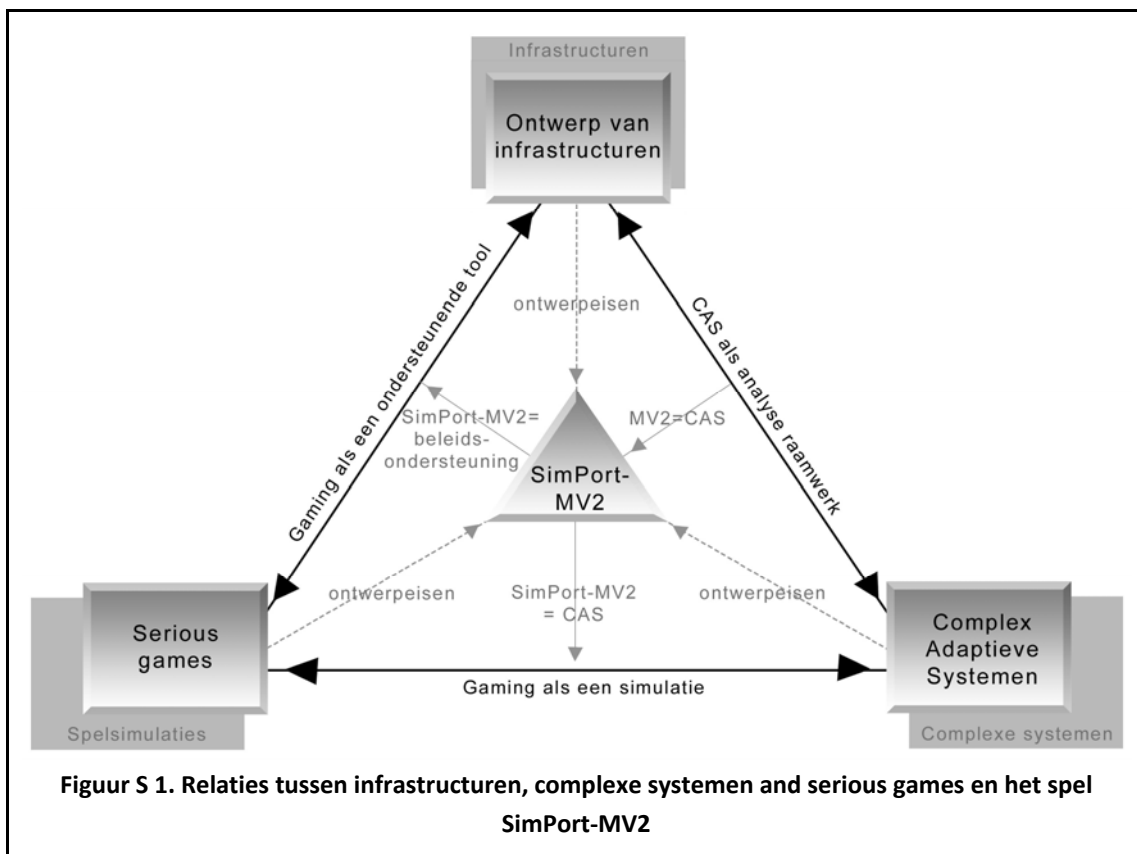 Infrastructuren
Ontwerp van
infrastructuren
Gaming als een ondersteunende tool
ontwerpeisen
CAS als analyse raamwerk
SimPort-MV2=
beleids-
ondersteuning
MV2=CAS
SimPort-
MV2
ontwerpeisen
SimPort-MV2
= CAS
ontwerpeisen
Serious
games
Spelsimulaties
Gaming als een simulatie
Complex
Adaptieve
Systemen
Complexe systemen
Figuur S 1. Relaties tussen infrastructuren, complexe systemen and serious games en het spel
SimPort-MV2